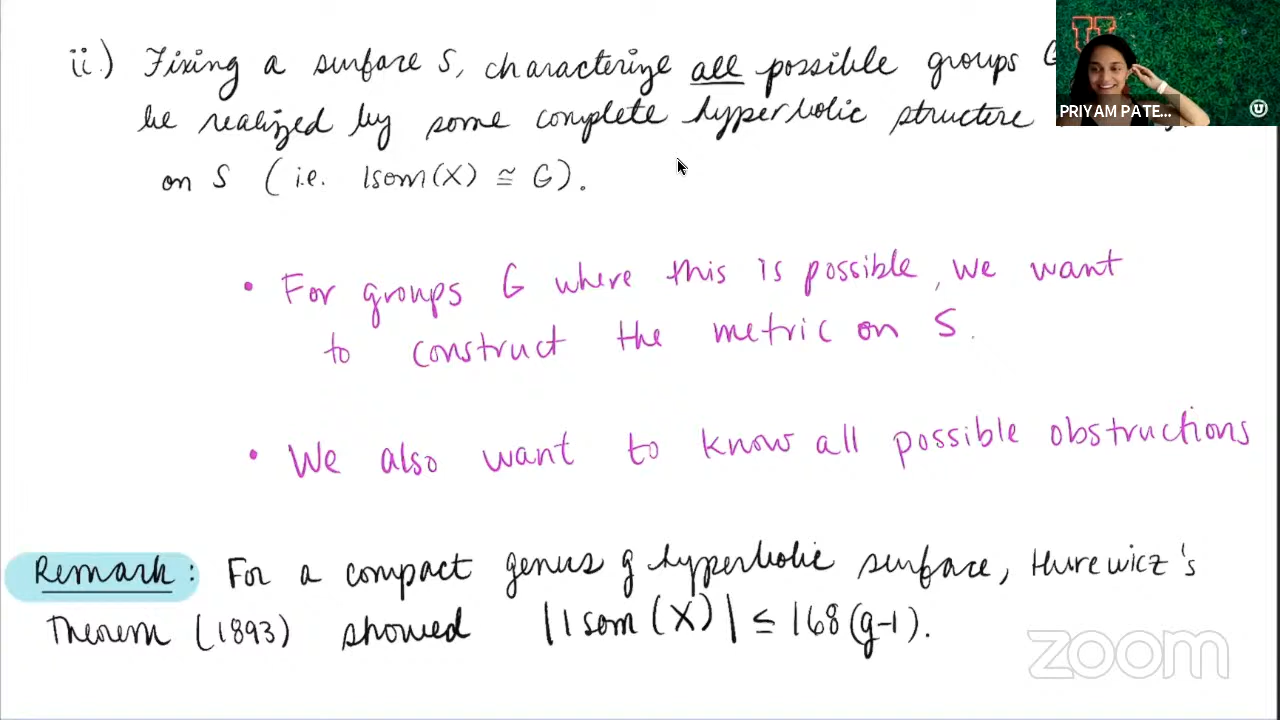 ii.) Fixing a surface S, characterize all possible groups G
be realized by some complete hyperbolic structure
on S (i.e. Isom(X) ≅ G).
PRIYAM PATE...
• For groups G where this is possible, we want
to construct the metric on S.
• We also want to know all possible obstructions
Remark: For a compact genus g hyperbolic surface, Hurewicz's
Theorem (1893) showed |Isom(X)| ≤ 168(g-1).
zoom